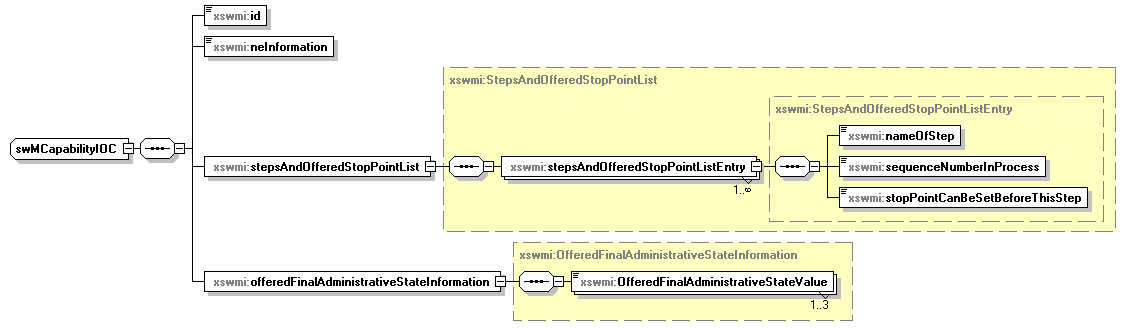 xswmi:id
xswmi:neInformation
xswmi:StepsAndOfferedStopPointList
xswmi:StepsAndOfferedStopPointListEntry
xswmi:nameOfStep
swMCapabilityIOC
xswmi:stepsAndOfferedStopPointList
xswmi:stepsAndOfferedStopPointListEntry
xswmi:sequenceNumberInProcess
1..∞
xswmi:stopPointCanBeSetBeforeThisStep
xswmi:OfferedFinalAdministrativeStateInformation
xswmi:offeredFinalAdministrativeStateInformation
xswmi:OfferedFinalAdministrativeStateValue
1..3